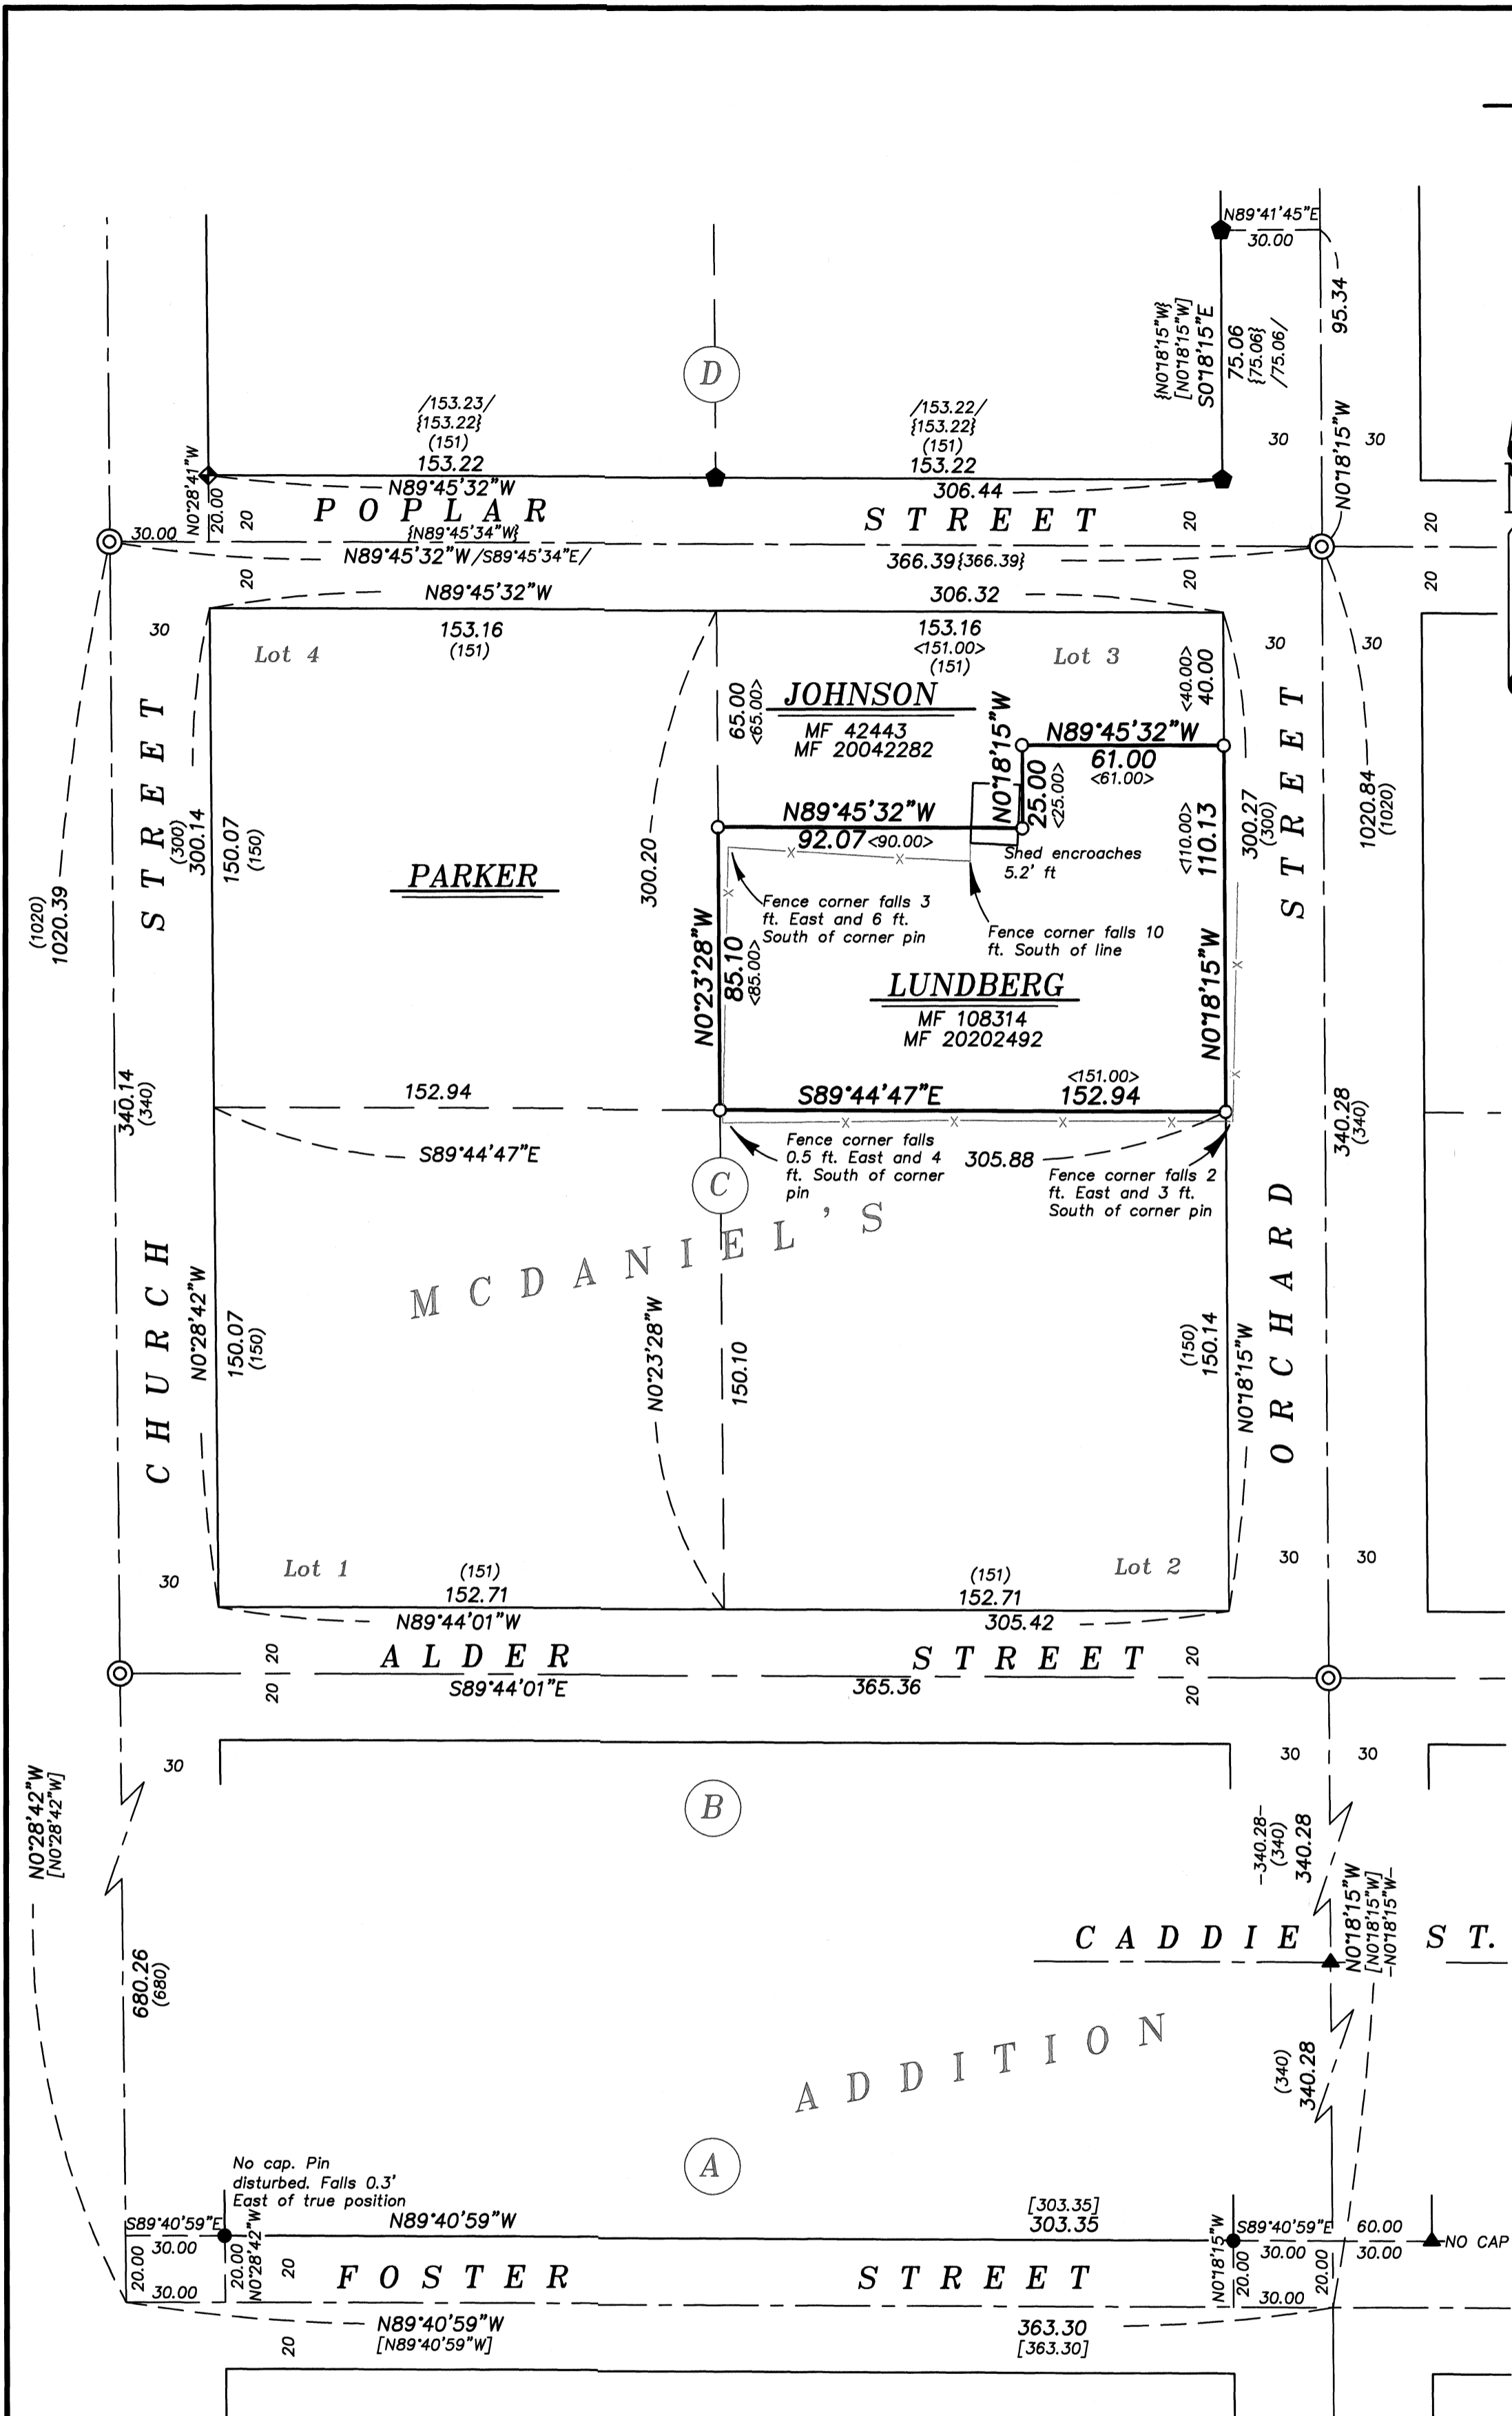 N89°41'45"E
30.00
95.34
{N0°18'15"W}
[N0°18'15"W]
S0°18'15"E
75.06
{75.06}
/75.06/
D
/153.23/
{153.22}
(151)
153.22
/153.22/
{153.22}
(151)
153.22
30
30
N0°18'15"W
N0°28'41"W
20.00
20
N89°45'32"W
306.44
POPLAR STREET
20
20
30.00
{N89°45'34"W}
N89°45'32"W/S89°45'34"E/
366.39{366.39}
20
20
20
N89°45'32"W
306.32
30
153.16
(151)
153.16
<151.00>
(151)
30
30
Lot 4
Lot 3
<40.00>
40.00
65.00
<65.00>
JOHNSON
MF 42443
MF 20042282
N0°18'15"W
N89°45'32"W
61.00
<61.00>
25.00
<25.00>
N89°45'32"W
92.07<90.00>
Shed encroaches
5.2' ft
(300)
300.14
150.07
(150)
300.20
<110.00>
110.13
300.27
(300)
1020.84
(1020)
(1020)
1020.39
PARKER
Fence corner falls 3
ft. East and 6 ft.
South of corner pin
Fence corner falls 10
ft. South of line
CHURCH STREET
ORCHARD STREET
N0°23'28"W
85.10
<85.00>
LUNDBERG
MF 108314
MF 20202492
N0°18'15"W
<151.00>
S89°44'47"E
152.94
152.94
340.14
(340)
340.28
(340)
S89°44'47"E
305.88
Fence corner falls
0.5 ft. East and 4
ft. South of corner
pin
Fence corner falls 2
ft. East and 3 ft.
South of corner pin
C
MCDANIEL'S
N0°28'42"W
150.07
(150)
N0°23'28"W
150.10
(150)
150.14
N0°18'15"W
30
30
30
Lot 1
Lot 2
(151)
152.71
(151)
152.71
N89°44'01"W
305.42
20
20
ALDER STREET
S89°44'01"E
365.36
20
20
30
30
30
B
N0°28'42"W
[N0°28'42"W]
-340.28-
(340)
340.28
N0°18'15"W
[N0°18'15"W]
-N0°18'15"W-
CADDIE ST.
680.26
(680)
ADDITION
(340)
340.28
A
No cap. Pin
disturbed. Falls 0.3'
East of true position
S89°40'59"E
30.00
N89°40'59"W
[303.35]
303.35
S89°40'59"E
60.00
30.00
30.00
NO CAP
20.00
20.00
N0°28'42"W
20
N0°18'15"W
20.00
20.00
FOSTER STREET
30.00
30.00
N89°40'59"W
[N89°40'59"W]
20
363.30
[363.30]